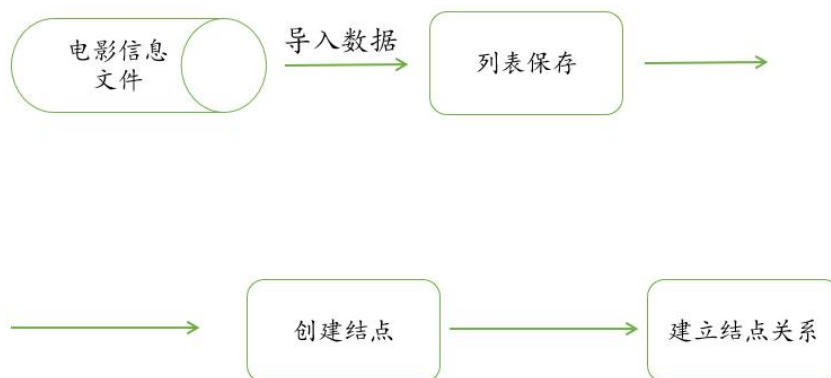 电影信息
文件
导入数据
列表保存
创建结点
建立结点关系